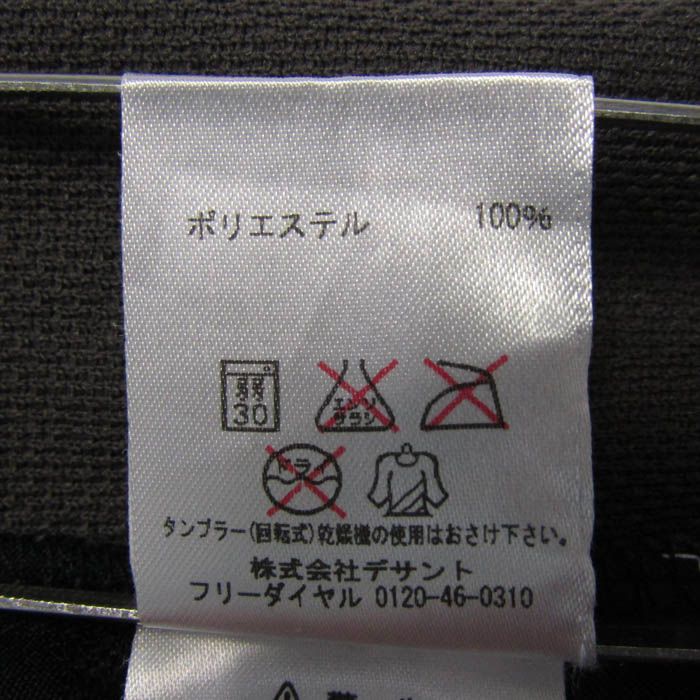 ポリエステル 100%
弱 30
エンソ
サラシ
ドライ
タンブラー(回転式)乾燥機の使用はおさけ下さい。
株式会社デサント
フリーダイヤル 0120-46-0310